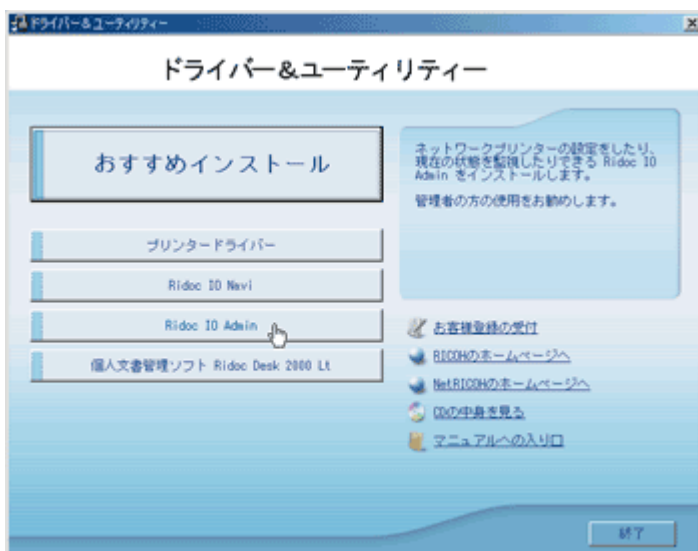 ドライバー&ユーティリティー
ドライバー&ユーティリティー
おすすめインストール
プリンタードライバー
Ridoc IO Navi
Ridoc IO Admin
個人文書管理ソフト Ridoc Desk 2000 Lt
ネットワークプリンターの設定をしたり、
現在の状態を監視したりできる Ridoc IO
Admin をインストールします。
管理者の方の使用をお勧めします。
お客様登録の受付
RICOHのホームページへ
NetRICOHのホームページへ
CDの中身を見る
マニュアルへの入り口
終了